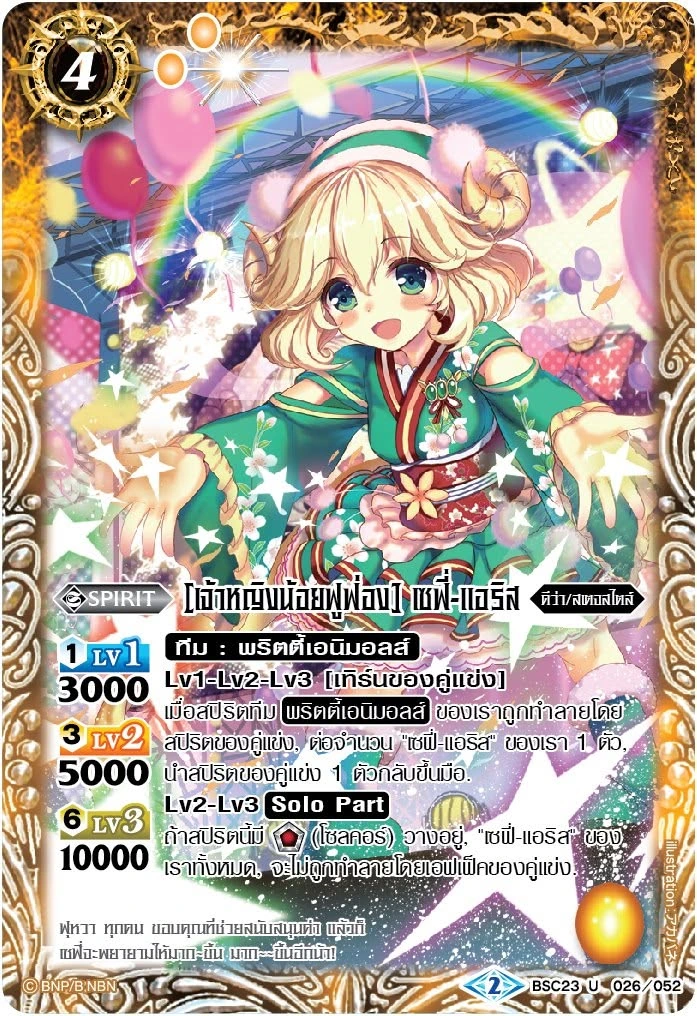 4
SPIRIT
[เจ้าหญิงน้อยฟูฟ่อง] เซฟี่-แอริส
ดีว่า/สเตอลไตล์
1 LV1
3000
3 LV2
5000
6 LV3
10000
ทีม : พริตตี้เอนิมอลส์
Lv1-Lv2-Lv3 [เทิร์นของคู่แข่ง]
เมื่อสปิริตทีม พริตตี้เอนิมอลส์ ของเราถูกทำลายโดย
สปิริตของคู่แข่ง, ต่อจำนวน "เซฟี่-แอริส" ของเรา 1 ตัว,
นำสปิริตของคู่แข่ง 1 ตัวกลับขึ้นมือ.
Lv2-Lv3 Solo Part
ถ้าสปิริตนี้มี (โซลคอร์) วางอยู่, "เซฟี่-แอริส" ของ
เราทั้งหมด, จะไม่ถูกทำลายโดยเอฟเฟ็คของคู่แข่ง.
ฟุหวา ทุกคน ขอบคุณที่ช่วยสนับสนุนค่า แล้วก็
เซฟี่จะพยายามให้มาก-ขึ้น มาก--ขึ้นอีกน้า!
illustration:アカバネ
©BNP/B,NBN
2
BSC23 U 026/052